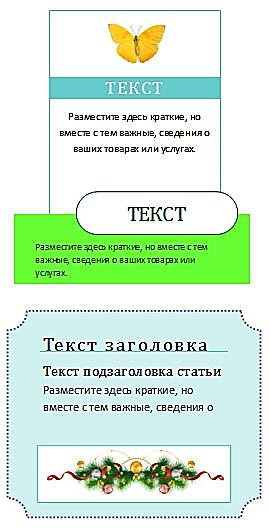 ТЕКСТ
Разместите здесь краткие, но
вместе с тем важные, сведения о
ваших товарах или услугах.
ТЕКСТ
Разместите здесь краткие, но вместе с тем
важные, сведения о ваших товарах или
услугах.
Текст заголовка
Текст подзаголовка статьи
Разместите здесь краткие, но
вместе с тем важные, сведения о